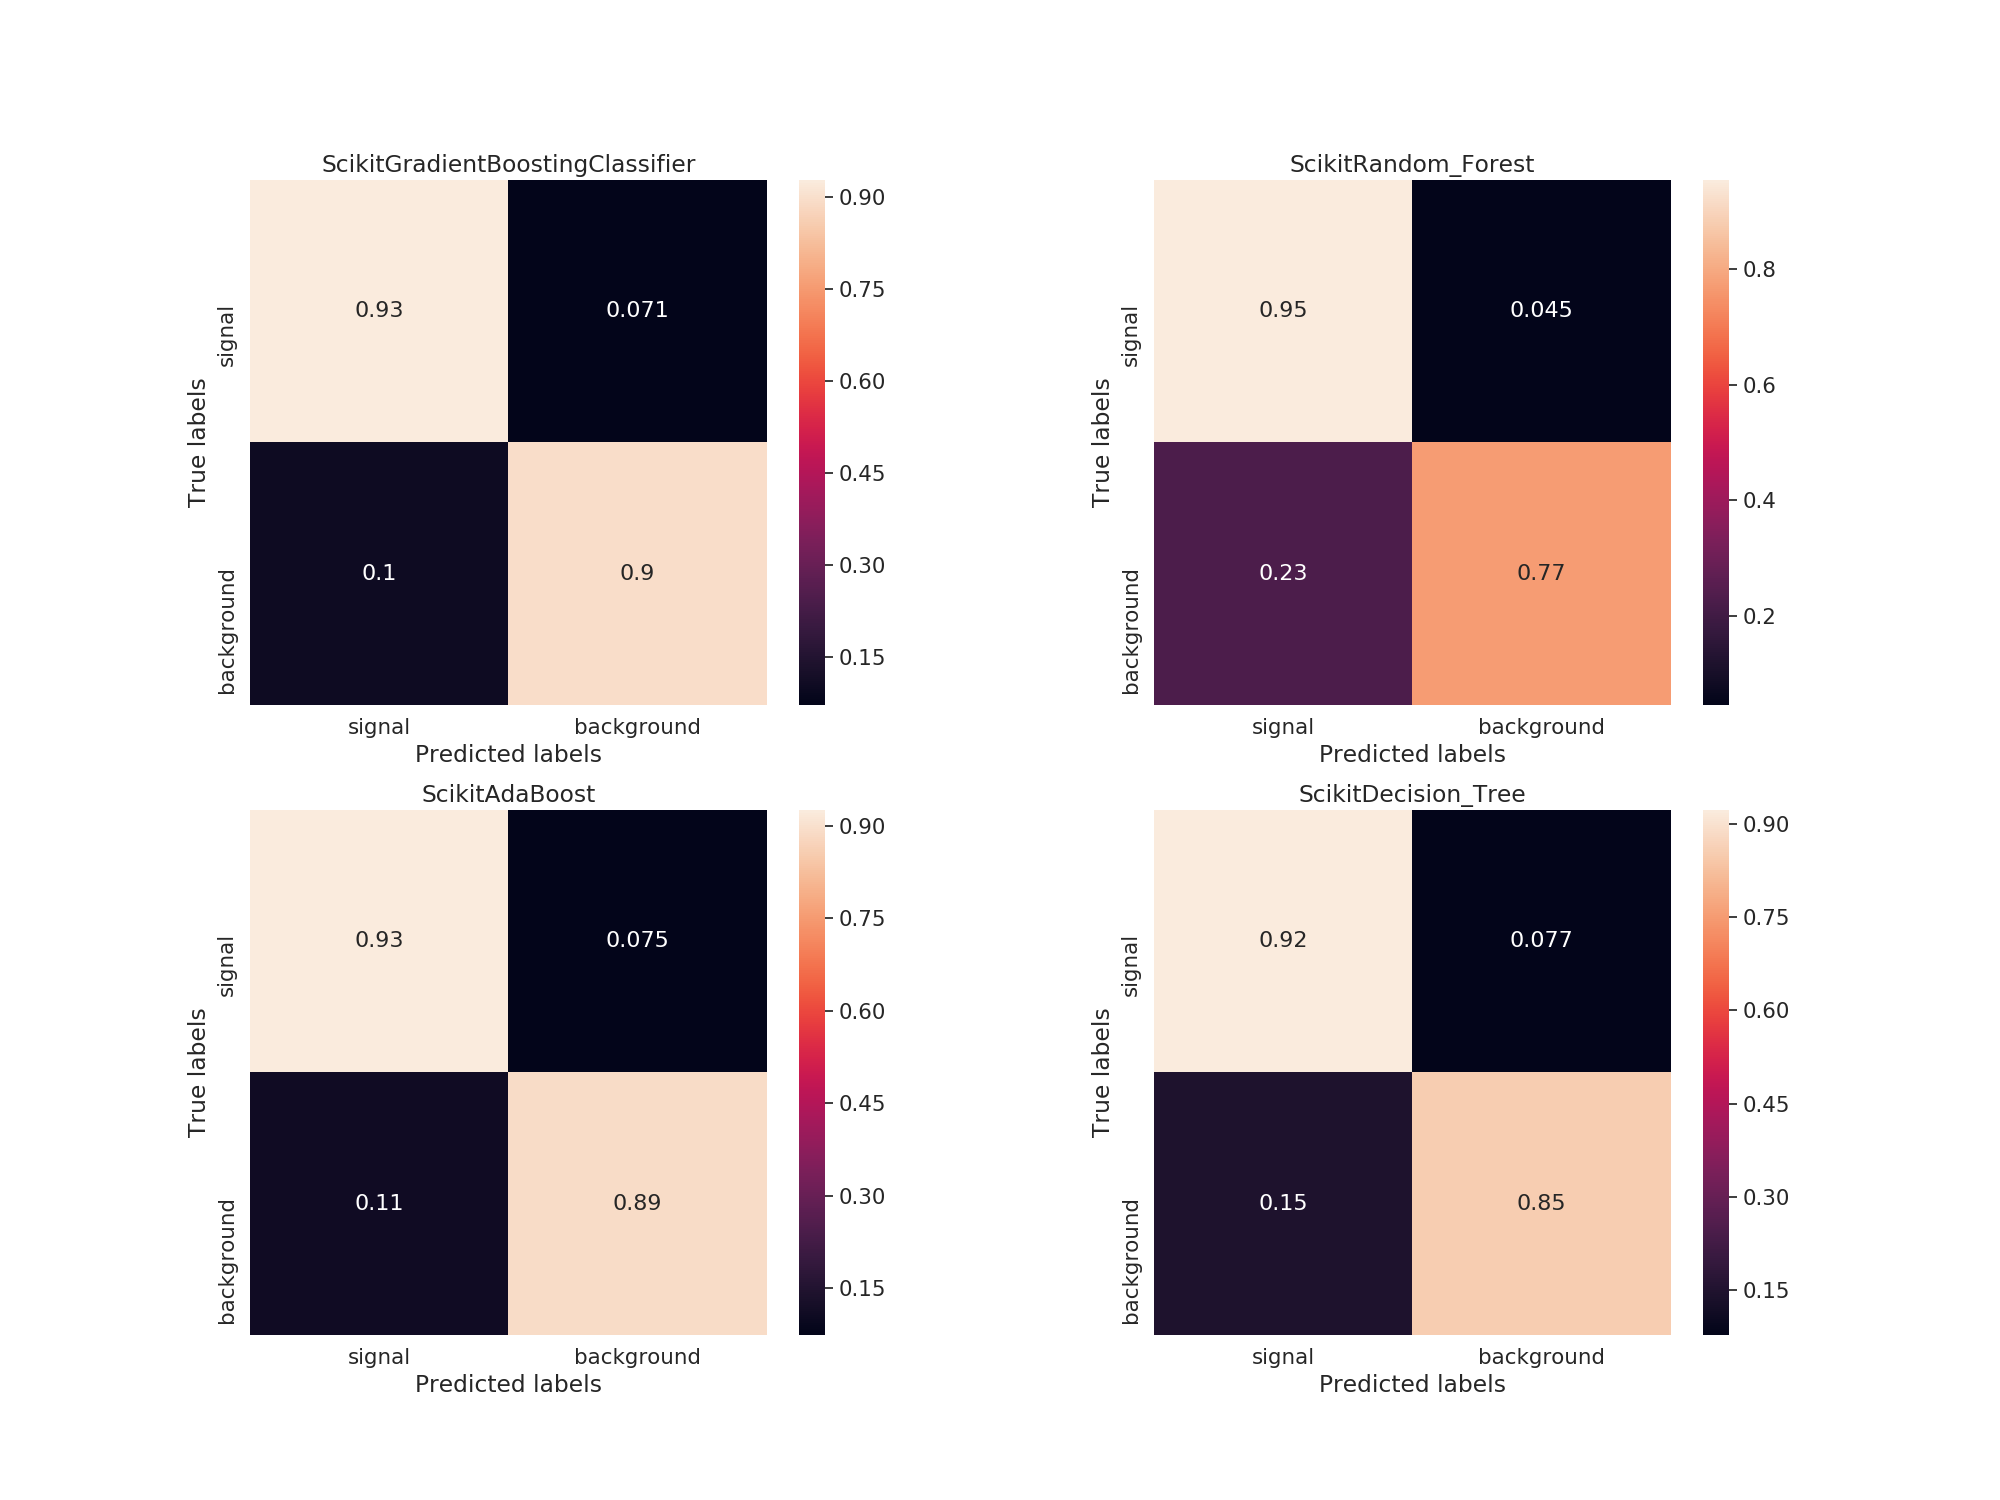 ScikitGradientBoostingClassifier
True labels
signal
background
0.93
0.071
0.1
0.9
signal
background
Predicted labels
0.90
0.75
0.60
0.45
0.30
0.15
ScikitRandom_Forest
True labels
signal
background
0.95
0.045
0.23
0.77
signal
background
Predicted labels
0.8
0.6
0.4
0.2
ScikitAdaBoost
True labels
signal
background
0.93
0.075
0.11
0.89
signal
background
Predicted labels
0.90
0.75
0.60
0.45
0.30
0.15
ScikitDecision_Tree
True labels
signal
background
0.92
0.077
0.15
0.85
signal
background
Predicted labels
0.90
0.75
0.60
0.45
0.30
0.15